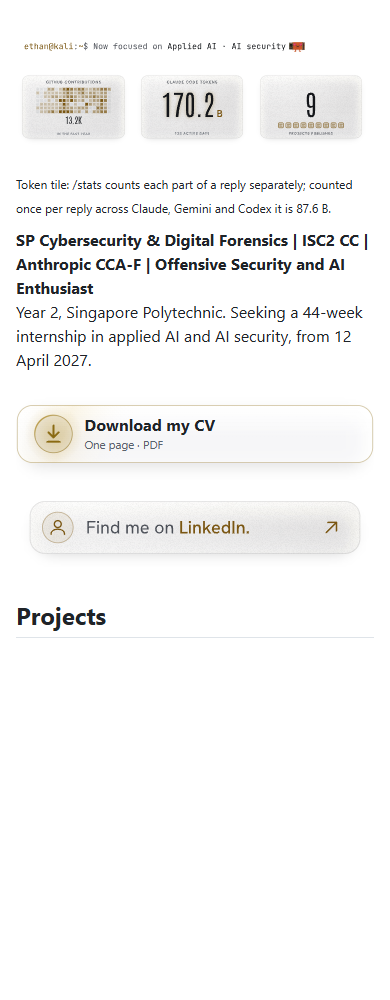 ethan@kali:~$ Now focused on Applied AI · AI security
GITHUB CONTRIBUTIONS
13.2K
IN THE PAST YEAR
CLAUDE CODE TOKENS
170.2B
132 ACTIVE DAYS
9
PROJECTS PUBLISHED
Token tile: /stats counts each part of a reply separately; counted
once per reply across Claude, Gemini and Codex it is 87.6 B.
SP Cybersecurity & Digital Forensics | ISC2 CC |
Anthropic CCA-F | Offensive Security and AI
Enthusiast
Year 2, Singapore Polytechnic. Seeking a 44-week
internship in applied AI and AI security, from 12
April 2027.
Download my CV
One page · PDF
Find me on LinkedIn.
Projects